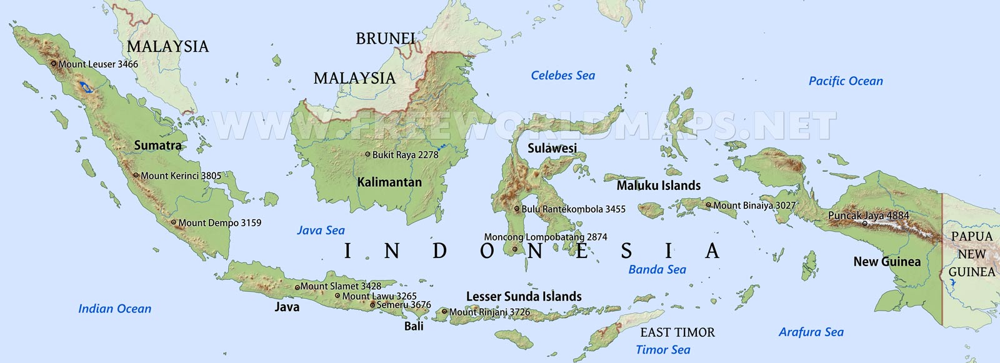 BRUNEI
MALAYSIA
Mount Leuser 3466
Celebes Sea
MALAYSIA
Pacific Ocean
WWW.FREEWORLDMAPS.NET
Sumatra
Sulawesi
Bukit Raya 2278
Mount Kerinci 3805
Kalimantan
Maluku Islands
Mount Binaiya 3027
Bulu Rantekombola 3455
Puncak Jaya 4884
Mount Dempo 3159
Java Sea
Moncong Lompobatang 2874
PAPUA
NEW
GUINEA
INDONESIA
New Guinea
Banda Sea
Mount Slamet 3428
Mount Lawu 3265
Semeru 3676
Lesser Sunda Islands
Java
Indian Ocean
Mount Rinjani 3726
Bali
EAST TIMOR
Arafura Sea
Timor Sea